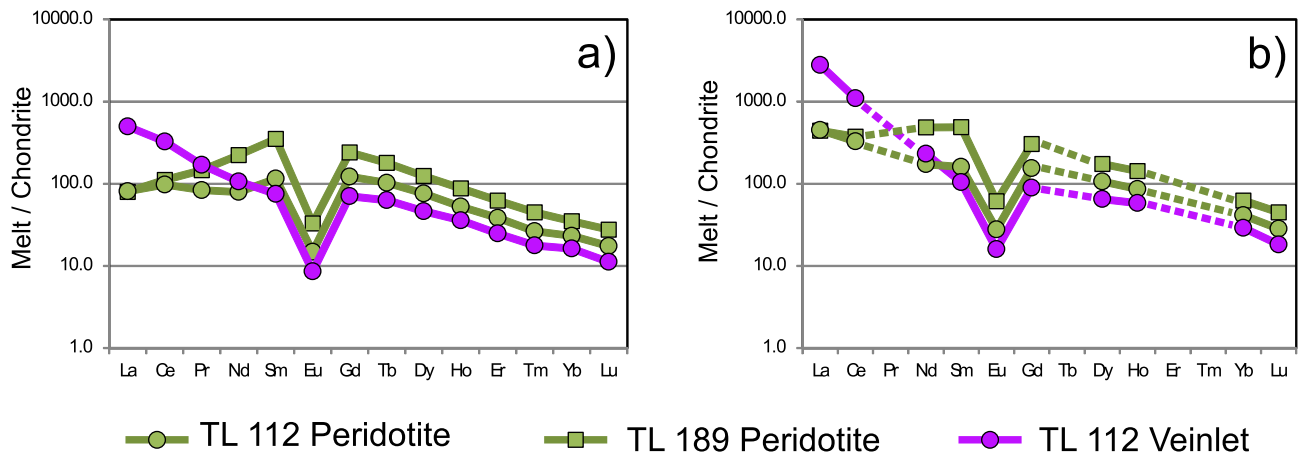 a)
Melt / Chondrite
10000.0
1000.0
100.0
10.0
1.0
La Ce Pr Nd Sm Eu Gd Tb Dy Ho Er Tm Yb Lu
b)
Melt / Chondrite
10000.0
1000.0
100.0
10.0
1.0
La Ce Pr Nd Sm Eu Gd Tb Dy Ho Er Tm Yb Lu
TL 112 Peridotite TL 189 Peridotite TL 112 Veinlet